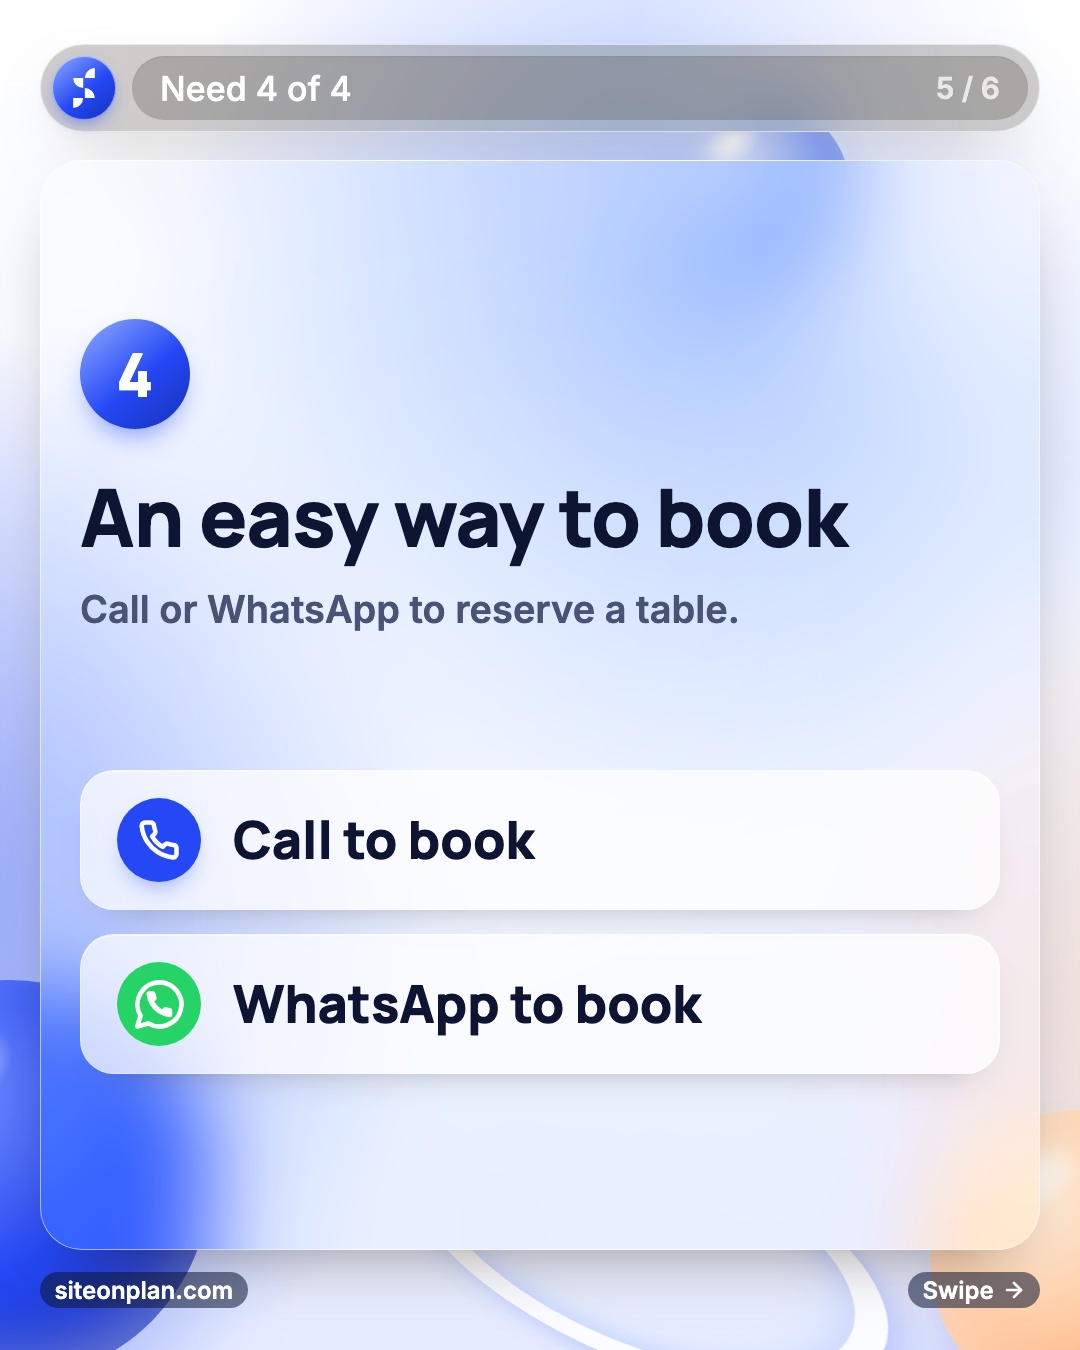 Need 4 of 4
5 / 6
4
An easy way to book
Call or WhatsApp to reserve a table.
Call to book
WhatsApp to book
siteonplan.com
Swipe →